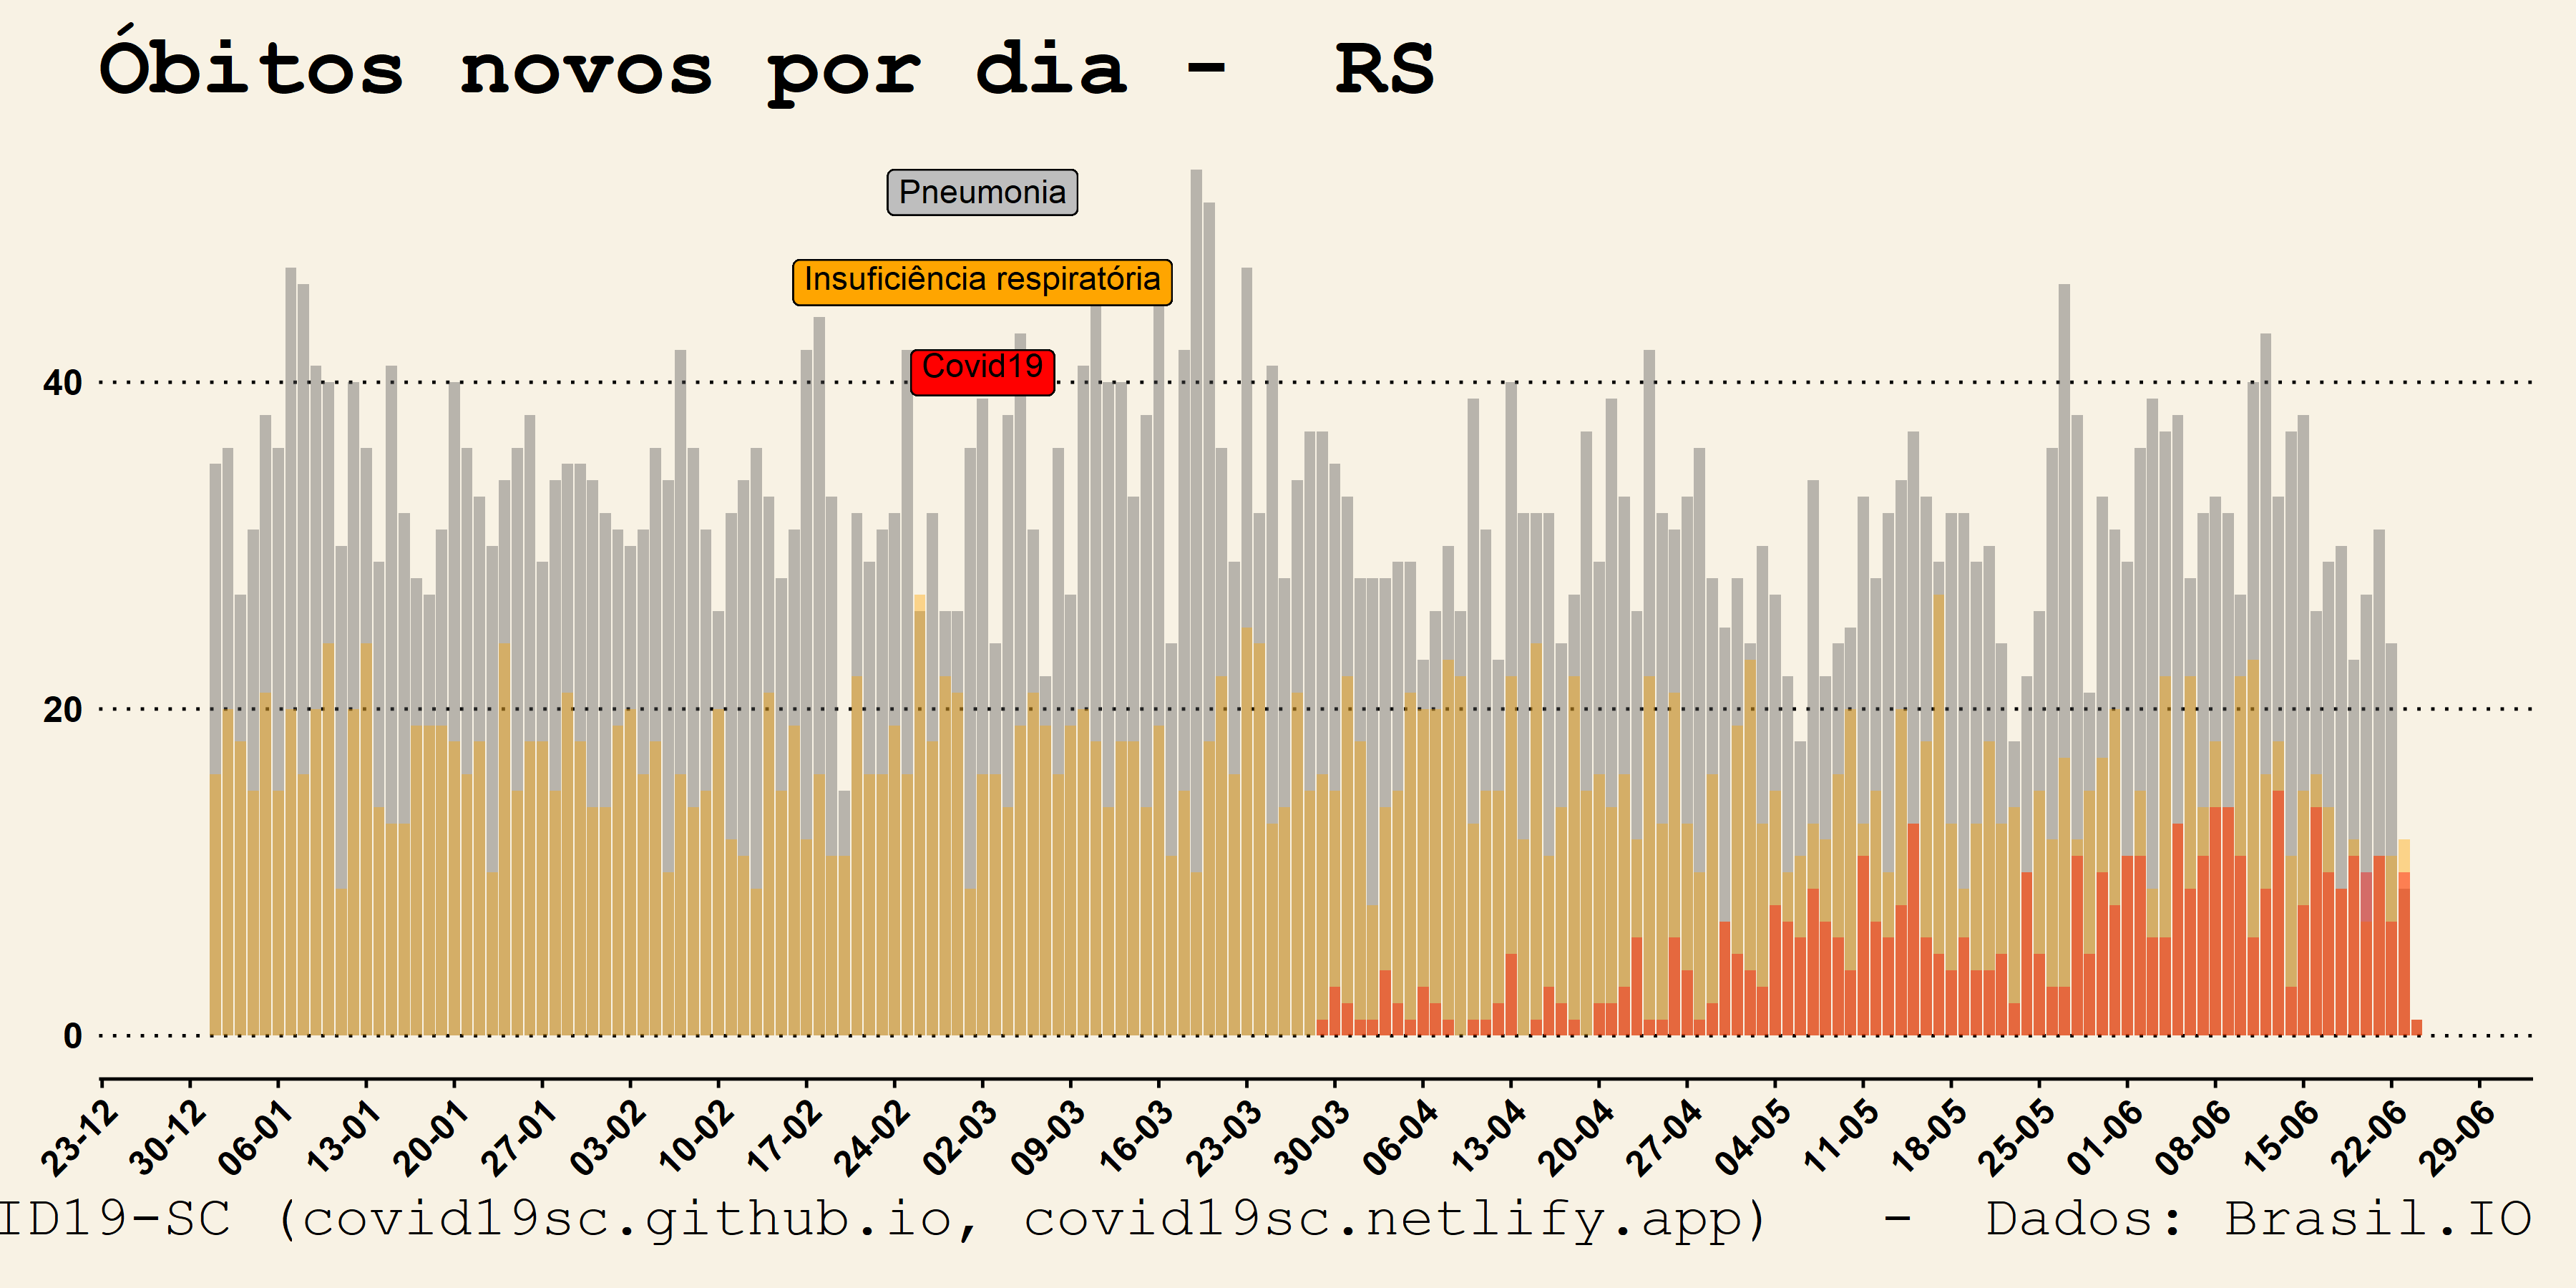 Óbitos novos por dia - RS
Pneumonia
Insuficiência respiratória
Covid19
40
20
0
23-12 30-12 06-01 13-01 20-01 27-01 03-02 10-02 17-02 24-02 02-03 09-03 16-03 23-03 30-03 06-04 13-04 20-04 27-04 04-05 11-05 18-05 25-05 01-06 08-06 15-06 22-06 29-06
ID19-SC (covid19sc.github.io, covid19sc.netlify.app) - Dados: Brasil.IO